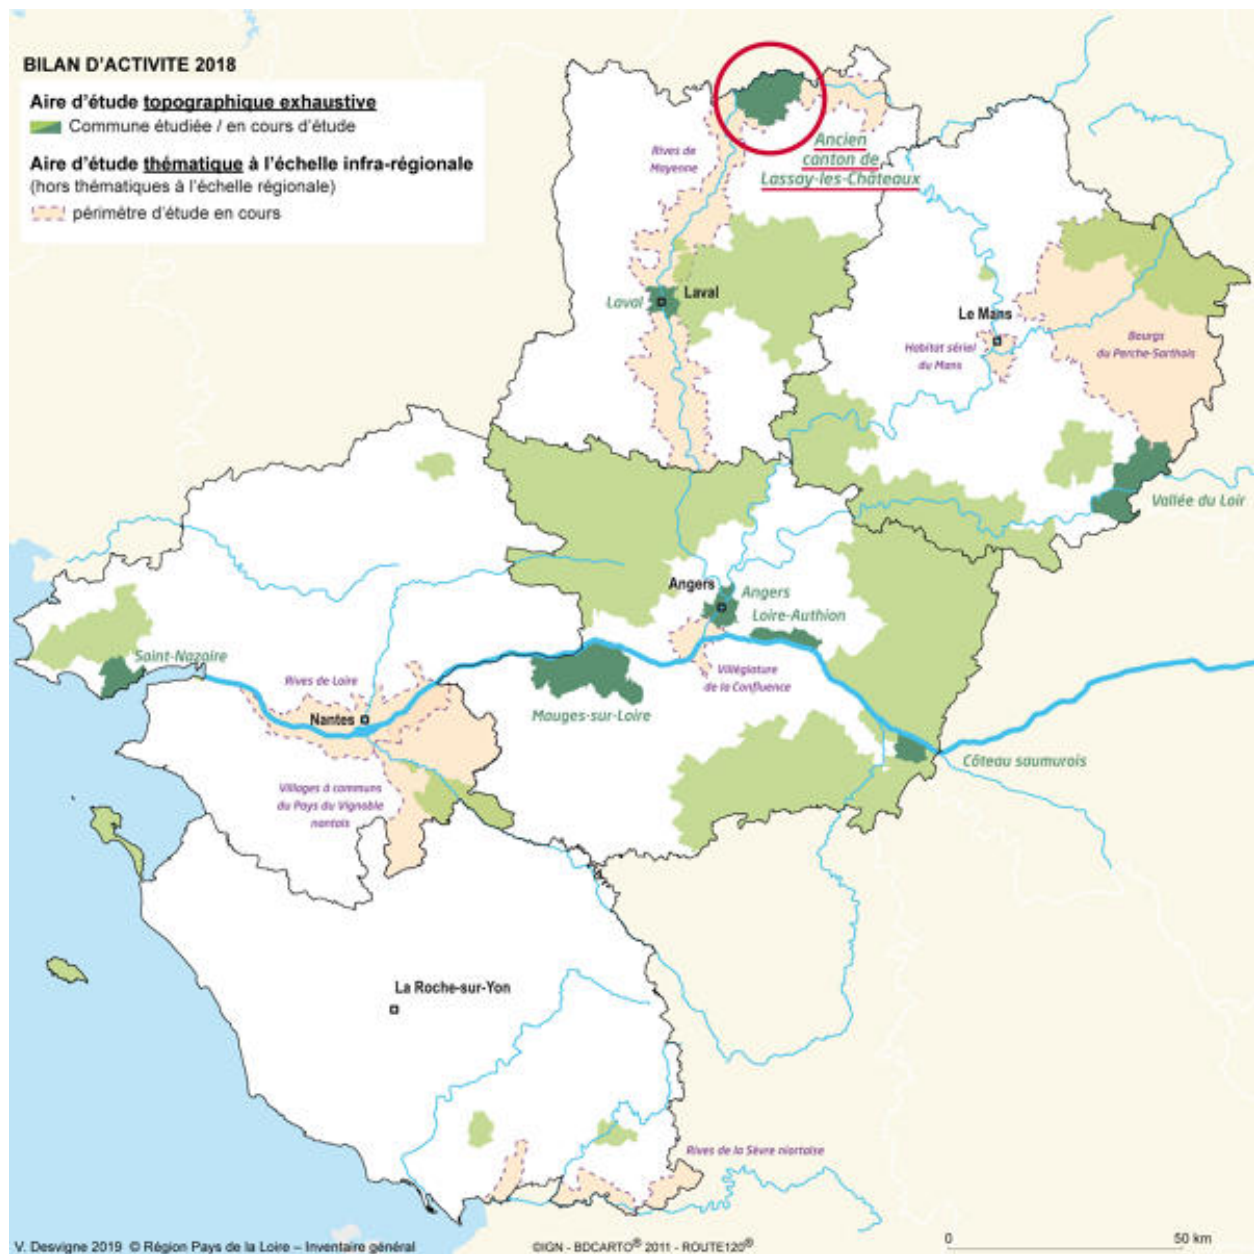 BILAN D'ACTIVITE 2018
Aire d'étude topographique exhaustive
Commune étudiée / en cours d'étude
Aire d'étude thématique à l'échelle infra-régionale
(hors thématiques à l'échelle régionale)
périmètre d'étude en cours
Rives de
Mayenne
Ancien
canton de
Lassay-les-Châteaux
Laval
Laval
Le Mans
Habitat sériel
du Mans
Bourgs
du Perche-Sarthois
Vallée du Loir
Angers
Angers
Loire-Authion
Saint-Nazaire
Rives de Loire
Nantes
Villégiature
de la Confluence
Mauges-sur-Loire
Côteau saumurois
Villages à communs
du Pays du Vignoble
nantais
La Roche-sur-Yon
Rives de la Sèvre niortaise
V. Desvigne 2019 © Région Pays de la Loire – Inventaire général
©IGN - BDCARTO® 2011 - ROUTE120®
0
50 km